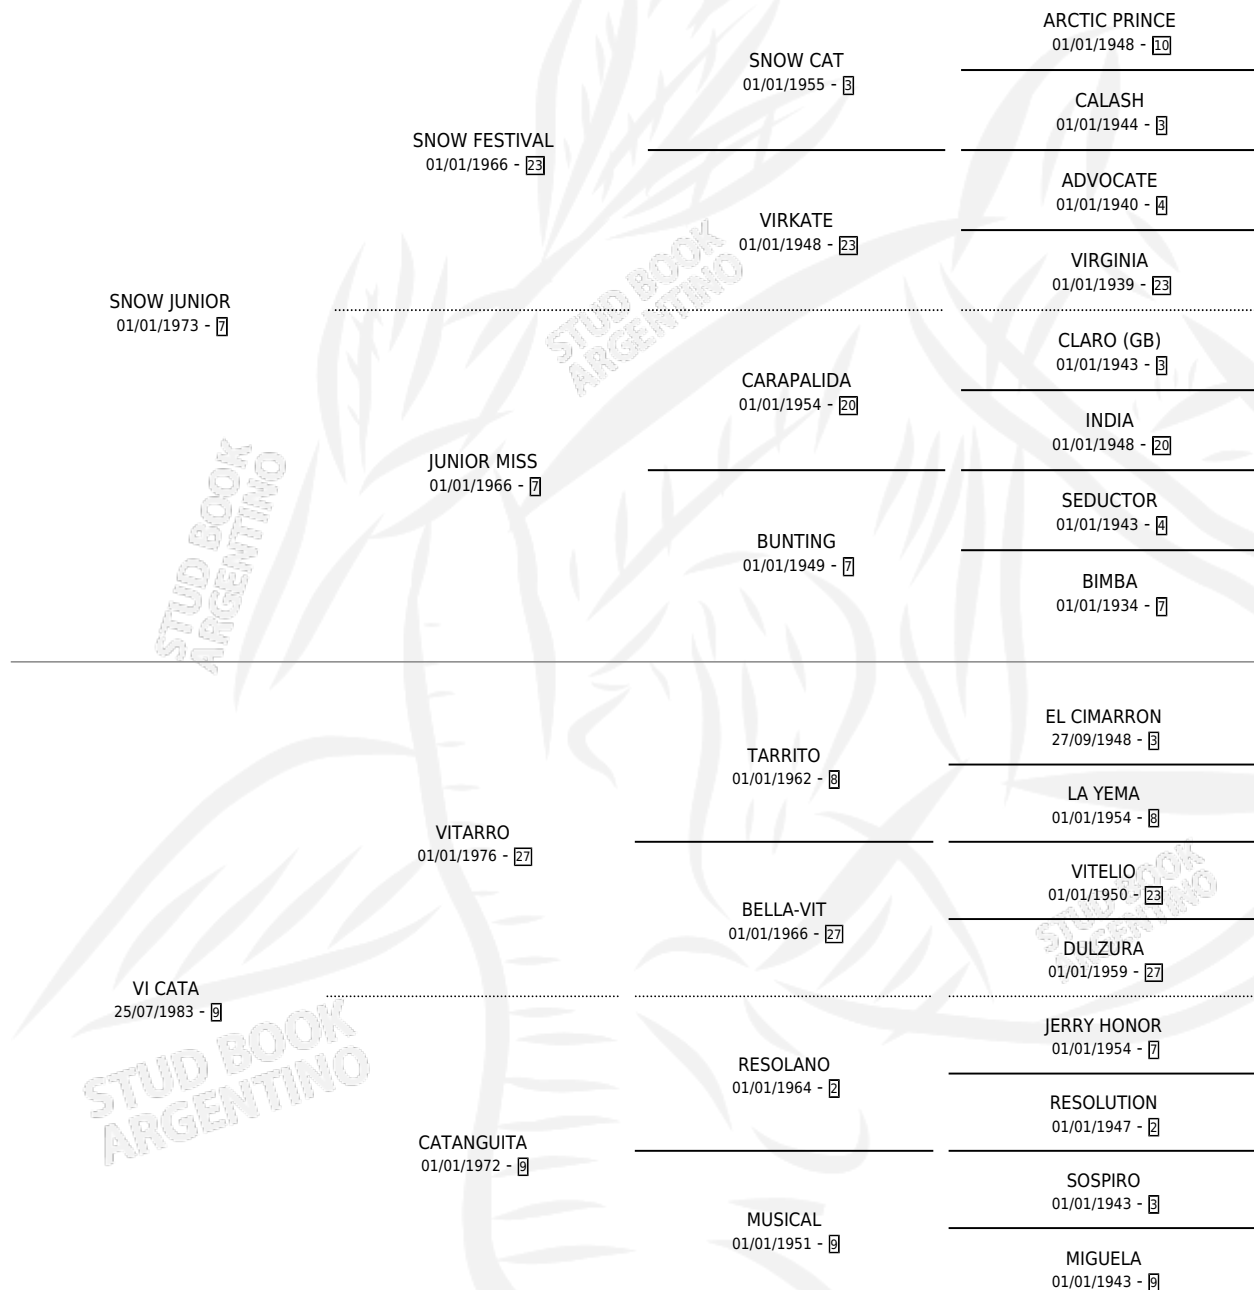 ARCTIC PRINCE
01/01/1948 - 10
SNOW CAT
01/01/1955 - 3
CALASH
01/01/1944 - 3
SNOW FESTIVAL
01/01/1966 - 23
ADVOCATE
01/01/1940 - 4
VIRKATE
01/01/1948 - 23
VIRGINIA
01/01/1939 - 23
SNOW JUNIOR
01/01/1973 - 7
STUD BOOK
ARGENTINO
CLARO (GB)
01/01/1943 - 3
CARAPALIDA
01/01/1954 - 20
INDIA
01/01/1948 - 20
JUNIOR MISS
01/01/1966 - 7
SEDUCTOR
01/01/1943 - 4
BUNTING
01/01/1949 - 7
BIMBA
01/01/1934 - 7
STUD BOOK
ARGENTINO
EL CIMARRON
27/09/1948 - 3
TARRITO
01/01/1962 - 8
LA YEMA
01/01/1954 - 8
VITARRO
01/01/1976 - 27
VITELIO
01/01/1950 - 23
BELLA-VIT
01/01/1966 - 27
STUD BOOK
ARGENTINO
DULZURA
01/01/1959 - 27
VI CATA
25/07/1983 - 9
STUD BOOK
ARGENTINO
JERRY HONOR
01/01/1954 - 7
RESOLANO
01/01/1964 - 2
RESOLUTION
01/01/1947 - 2
CATANGUITA
01/01/1972 - 9
SOSPIRO
01/01/1943 - 3
MUSICAL
01/01/1951 - 9
MIGUELA
01/01/1943 - 9